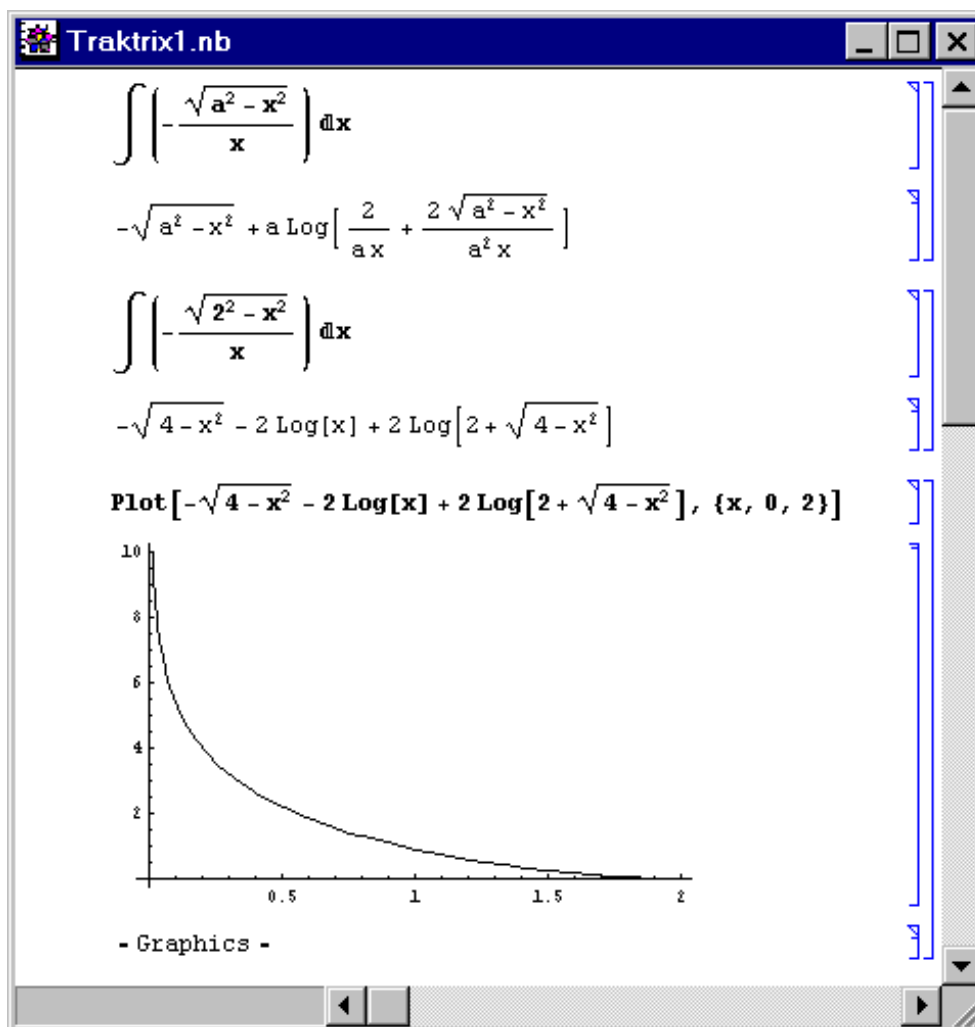 Traktrix1.nb
∫(-√(a² - x²)/x) ⅆx
-√(a² - x²) + a Log[2/(a x) + 2 √(a² - x²)/(a² x)]
∫(-√(2² - x²)/x) ⅆx
-√(4 - x²) - 2 Log[x] + 2 Log[2 + √(4 - x²)]
Plot[-√(4 - x²) - 2 Log[x] + 2 Log[2 + √(4 - x²)], {x, 0, 2}]
10
8
6
4
2
0.5 1 1.5 2
- Graphics -